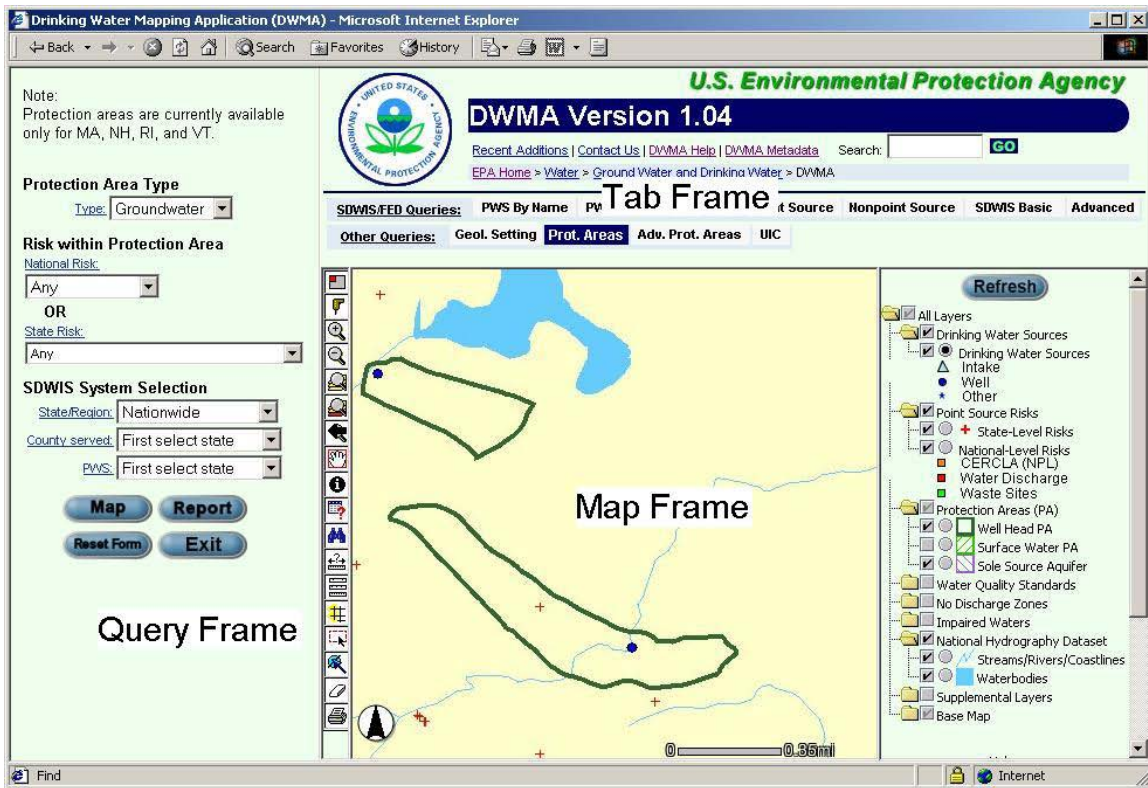 Drinking Water Mapping Application (DWMA) - Microsoft Internet Explorer
Back Search Favorites History
Note:
Protection areas are currently available
only for MA, NH, RI, and VT.
Protection Area Type
Type: Groundwater
Risk within Protection Area
National Risk:
Any
OR
State Risk:
Any
SDWIS System Selection
State/Region: Nationwide
County served: First select state
PWS: First select state
Map Report
Reset Form Exit
Query Frame
UNITED STATES
ENVIRONMENTAL PROTECTION AGENCY
U.S. Environmental Protection Agency
DWMA Version 1.04
Recent Additions | Contact Us | DWMA Help | DWMA Metadata Search: GO
EPA Home > Water > Ground Water and Drinking Water > DWMA
Tab Frame
SDWIS/FED Queries: PWS By Name Source Nonpoint Source SDWIS Basic Advanced
Other Queries: Geol. Setting Prot. Areas Adv. Prot. Areas UIC
Map Frame
0 0.35mi
Refresh
All Layers
Drinking Water Sources
Drinking Water Sources
Intake
Well
Other
Point Source Risks
State-Level Risks
National-Level Risks
CERCLA (NPL)
Water Discharge
Waste Sites
Protection Areas (PA)
Well Head PA
Surface Water PA
Sole Source Aquifer
Water Quality Standards
No Discharge Zones
Impaired Waters
National Hydrography Dataset
Streams/Rivers/Coastlines
Waterbodies
Supplemental Layers
Base Map
Find Internet